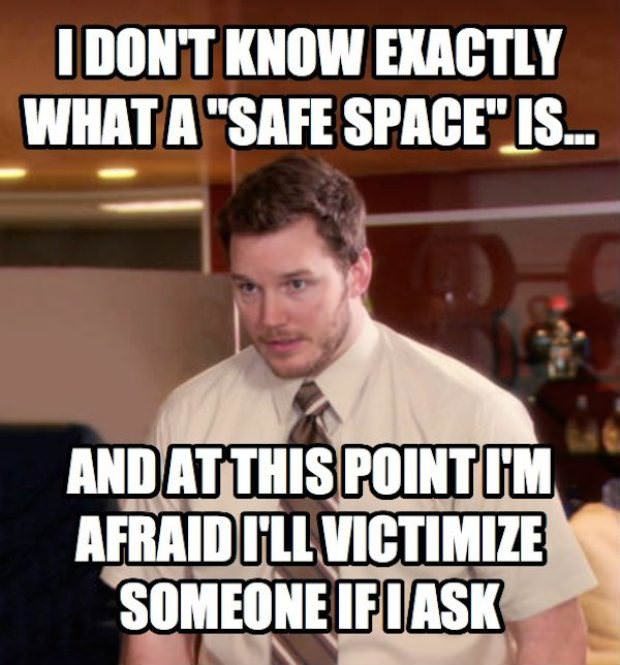 I DON'T KNOW EXACTLY
WHAT A "SAFE SPACE" IS...
AND AT THIS POINT I'M
AFRAID I'LL VICTIMIZE
SOMEONE IF I ASK